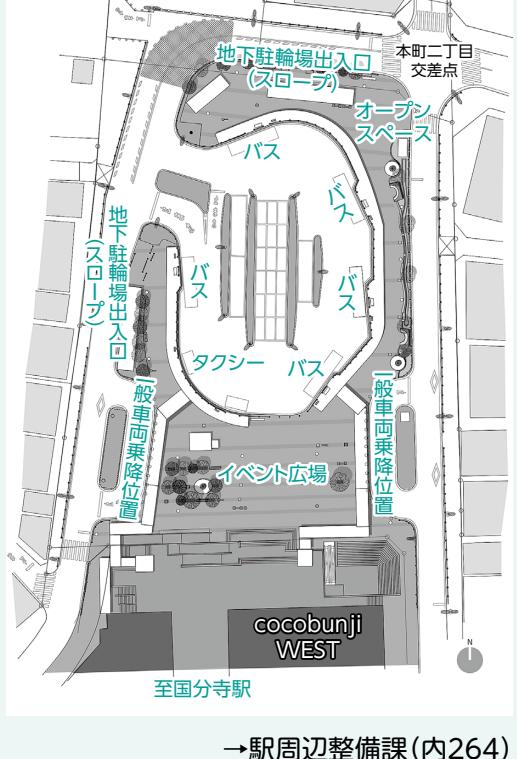 地下駐輪場出入口
(スロープ)
本町二丁目
交差点
オープン
スペース
バス
バス
地下駐輪場出入口
(スロープ)
バス
バス
タクシー
バス
一般車両乗降位置
一般車両乗降位置
イベント広場
N
cocobunji
WEST
至国分寺駅
→駅周辺整備課(内264)